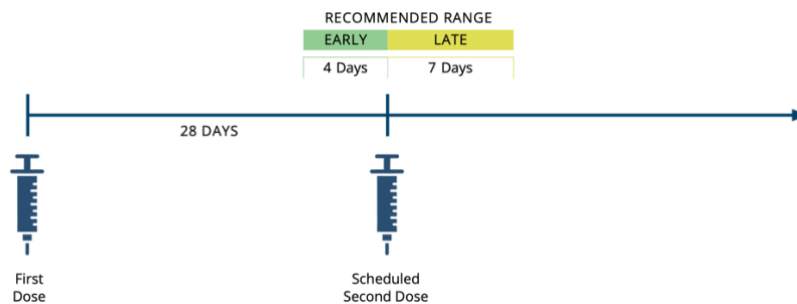 RECOMMENDED RANGE
EARLY LATE
4 Days 7 Days
28 DAYS
First
Dose
Scheduled
Second Dose